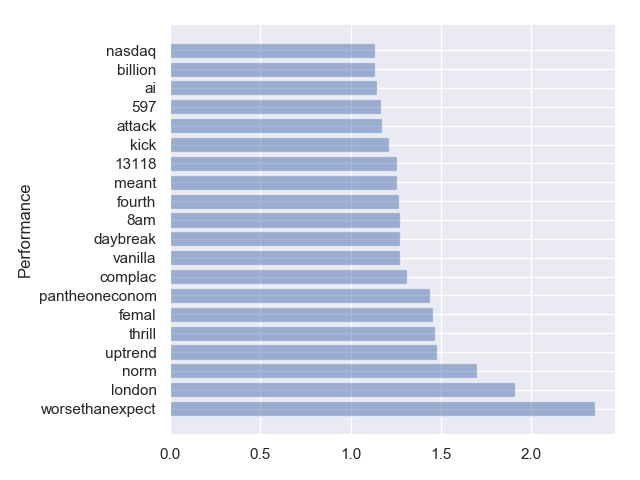 nasdaq
billion
ai
597
attack
kick
13118
meant
fourth
8am
daybreak
vanilla
complac
pantheoneconom
femal
thrill
uptrend
norm
london
worsethanexpect
Performance
0.0 0.5 1.0 1.5 2.0